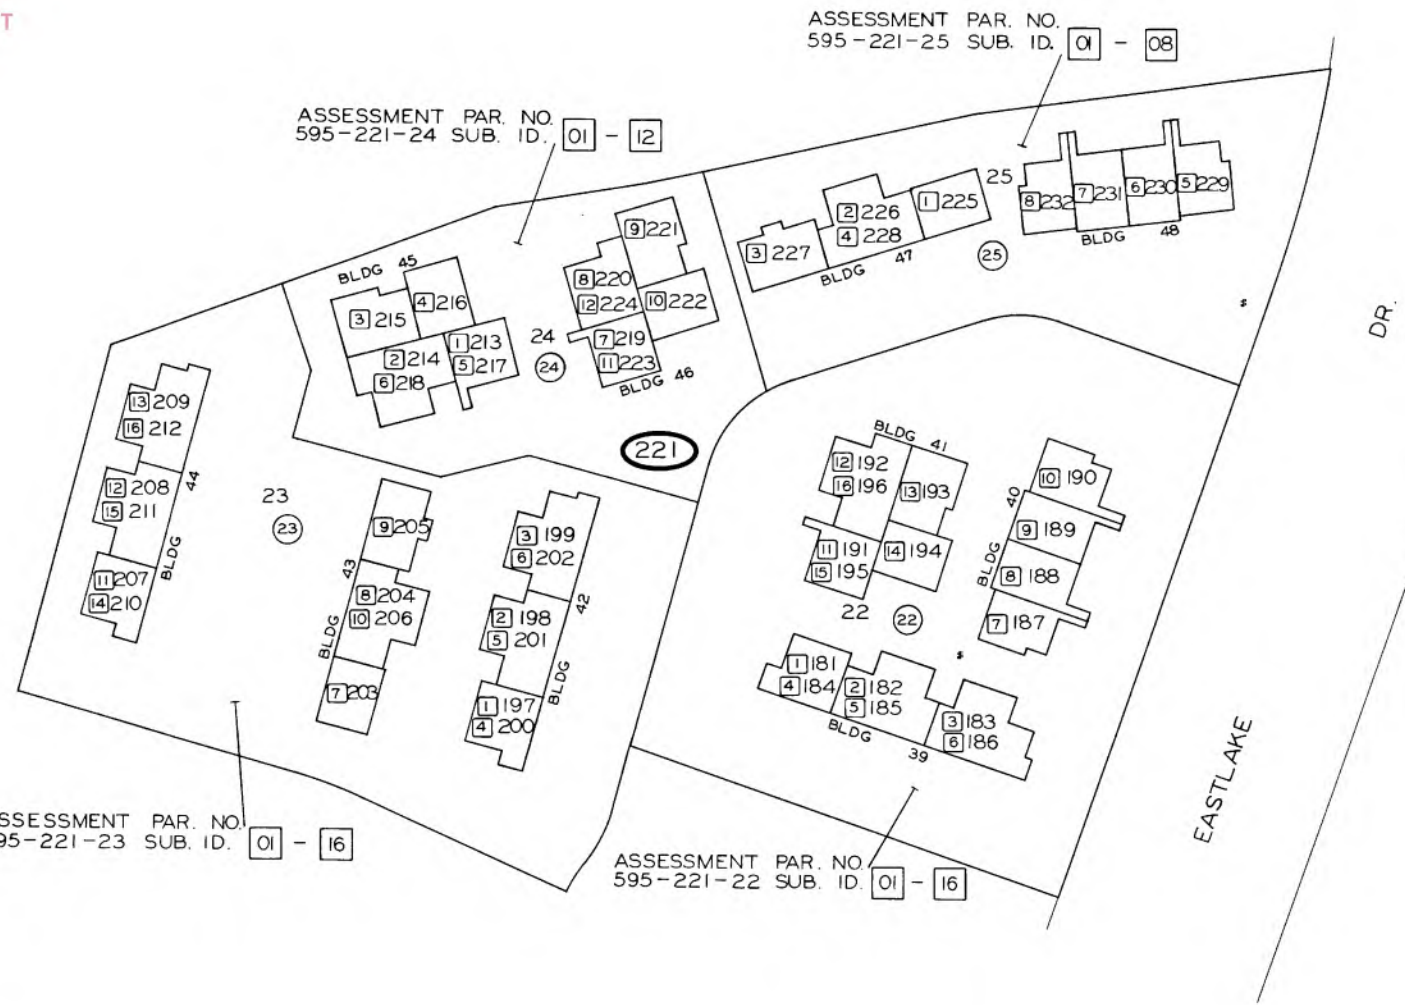 T
ASSESSMENT PAR. NO.
595-221-25 SUB. ID. 01 - 08
ASSESSMENT PAR. NO.
595-221-24 SUB. ID. 01 - 12
25
8 232
7 231
6 230
5 229
BLDG 48
1 225
2 226
4 228
3 227
BLDG 47
25
BLDG 45
4 216
3 215
1 213
5 217
2 214
6 218
9 221
8 220
12 224
10 222
7 219
11 223
BLDG 46
24
24
221
DR.
13 209
16 212
12 208
15 211
11 207
14 210
BLDG 44
23
23
9 205
8 204
10 206
7 203
BLDG 43
3 199
6 202
2 198
5 201
1 197
4 200
BLDG 42
BLDG 41
12 192
16 196
13 193
11 191
15 195
14 194
BLDG 40
10 190
9 189
8 188
7 187
22
22
s
s
1 181
4 184
2 182
5 185
3 183
6 186
BLDG 39
EASTLAKE
SSESSMENT PAR. NO.
95-221-23 SUB. ID. 01 - 16
ASSESSMENT PAR. NO.
595-221-22 SUB. ID. 01 - 16